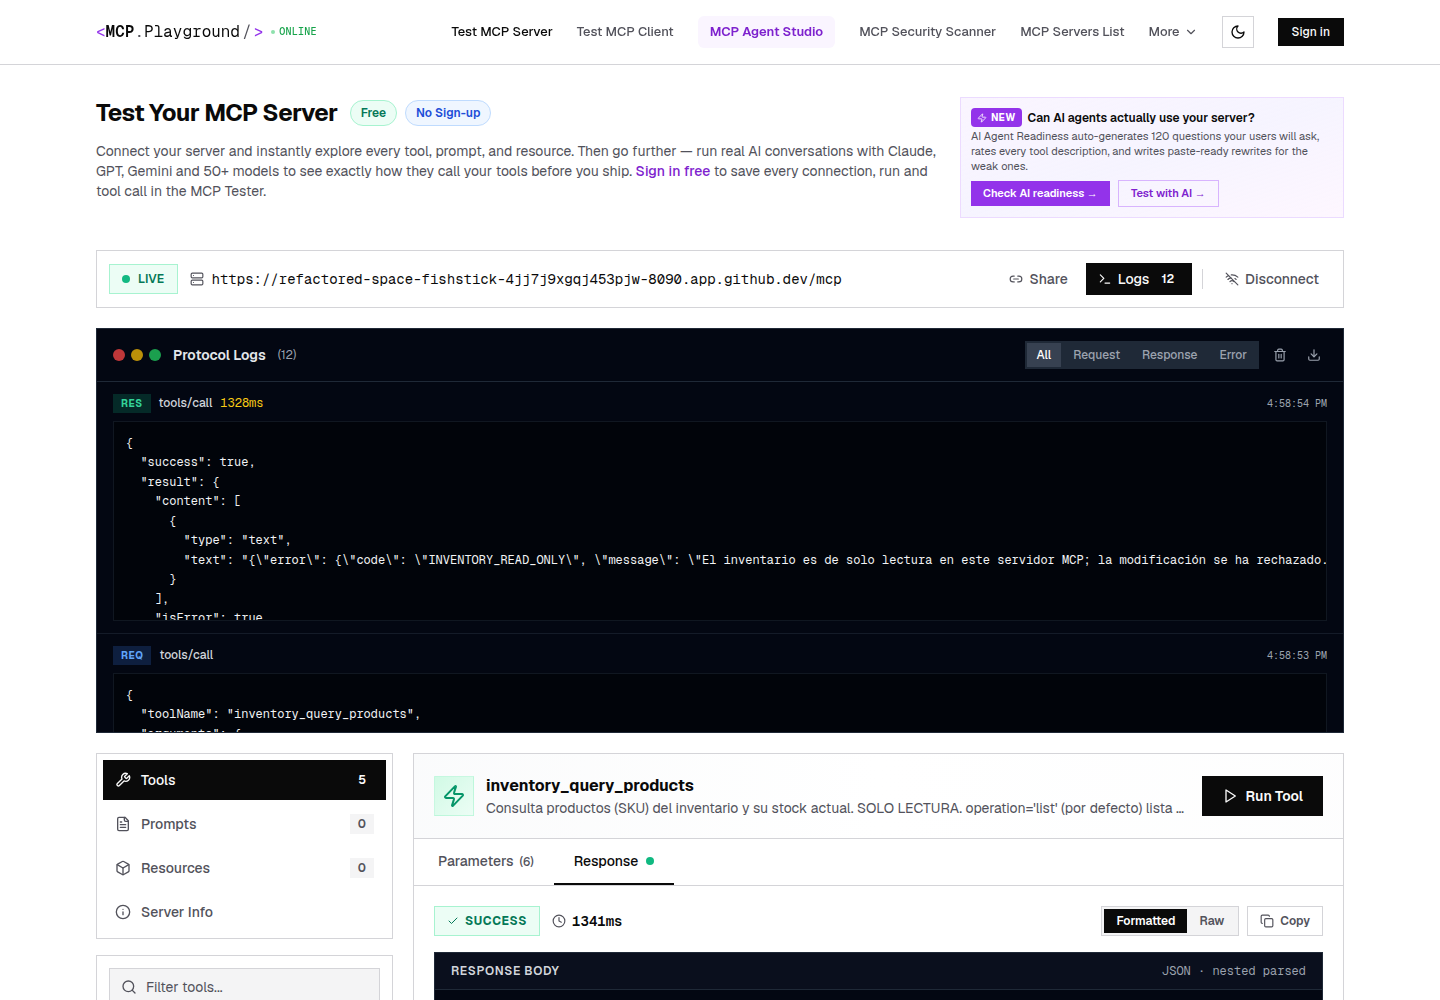 <MCP.Playground/> ONLINE
Test MCP Server
Test MCP Client
MCP Agent Studio
MCP Security Scanner
MCP Servers List
More
Sign in
Test Your MCP Server
Free
No Sign-up
Connect your server and instantly explore every tool, prompt, and resource. Then go further — run real AI conversations with Claude,
GPT, Gemini and 50+ models to see exactly how they call your tools before you ship. Sign in free to save every connection, run and
tool call in the MCP Tester.
NEW Can AI agents actually use your server?
AI Agent Readiness auto-generates 120 questions your users will ask,
rates every tool description, and writes paste-ready rewrites for the
weak ones.
Check AI readiness →
Test with AI →
LIVE
https://refactored-space-fishstick-4jj7j9xgqj453pjw-8090.app.github.dev/mcp
Share
Logs 12
Disconnect
Protocol Logs (12)
All
Request
Response
Error
RES tools/call 1328ms
4:58:54 PM
{
"success": true,
"result": {
"content": [
{
"type": "text",
"text": "{\"error\": {\"code\": \"INVENTORY_READ_ONLY\", \"message\": \"El inventario es de solo lectura en este servidor MCP; la modificación se ha rechazado.
}
],
"isError": true
REQ tools/call
4:58:53 PM
{
"toolName": "inventory_query_products",
"arguments": {
Tools 5
Prompts 0
Resources 0
Server Info
Filter tools...
inventory_query_products
Consulta productos (SKU) del inventario y su stock actual. SOLO LECTURA. operation='list' (por defecto) lista ...
Run Tool
Parameters (6)
Response
SUCCESS
1341ms
Formatted
Raw
Copy
RESPONSE BODY
JSON · nested parsed